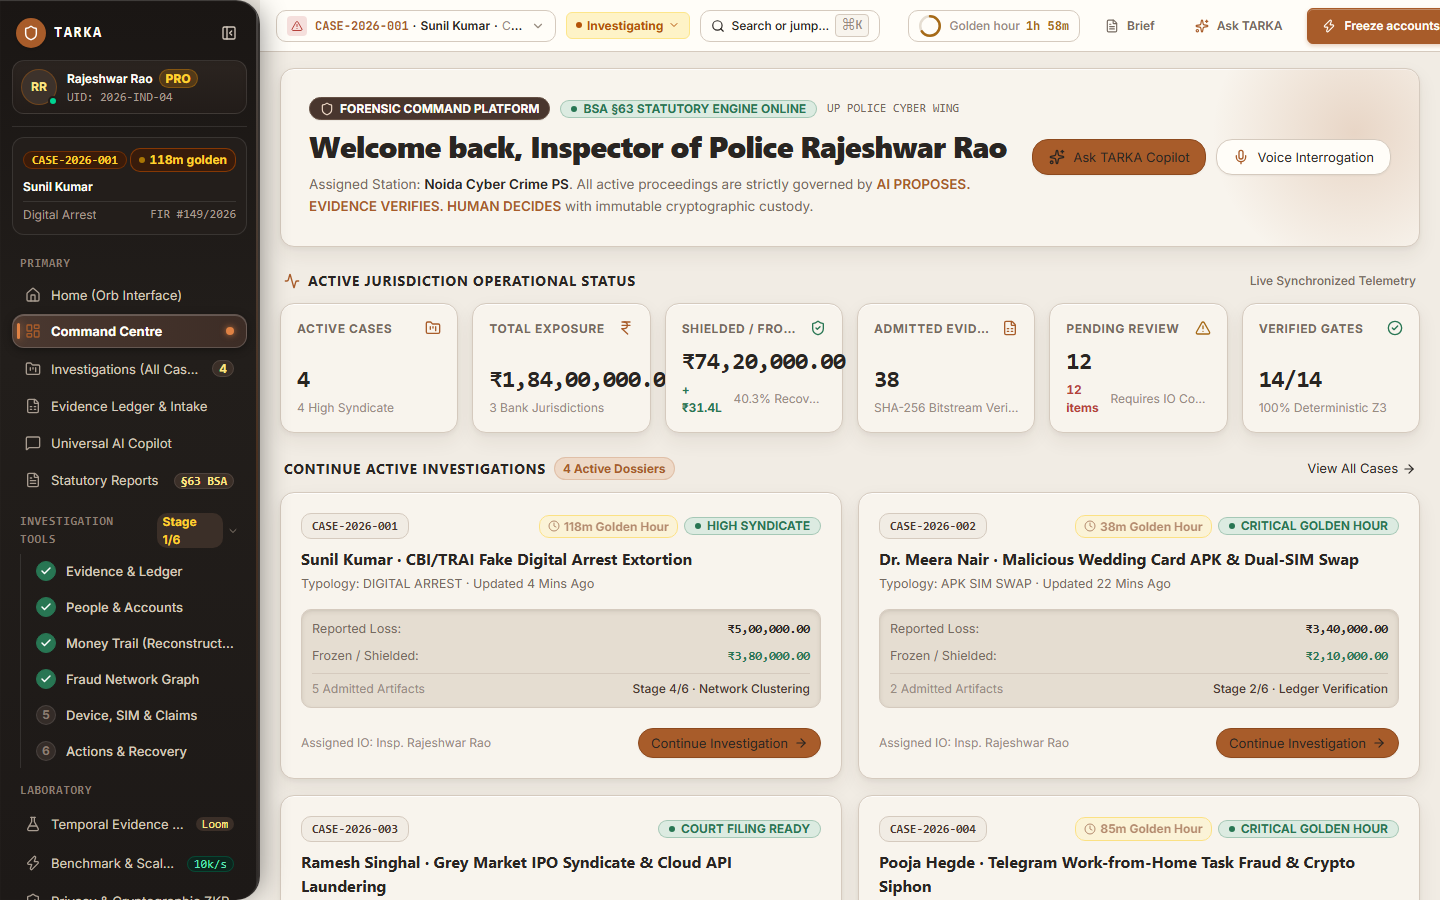 TARKA
Rajeshwar Rao PRO
UID: 2026-IND-04
CASE-2026-001 118m golden
Sunil Kumar
Digital Arrest FIR #149/2026
PRIMARY
Home (Orb Interface)
Command Centre
Investigations (All Cas... 4
Evidence Ledger & Intake
Universal AI Copilot
Statutory Reports §63 BSA
INVESTIGATION TOOLS Stage 1/6
Evidence & Ledger
People & Accounts
Money Trail (Reconstruct...
Fraud Network Graph
5 Device, SIM & Claims
6 Actions & Recovery
LABORATORY
Temporal Evidence ... Loom
Benchmark & Scal... 10k/s
CASE-2026-001 · Sunil Kumar · C... Investigating Search or jump... ⌘K Golden hour 1h 58m Brief Ask TARKA Freeze accounts
FORENSIC COMMAND PLATFORM BSA §63 STATUTORY ENGINE ONLINE UP POLICE CYBER WING
Welcome back, Inspector of Police Rajeshwar Rao
Assigned Station: Noida Cyber Crime PS. All active proceedings are strictly governed by AI PROPOSES.
EVIDENCE VERIFIES. HUMAN DECIDES with immutable cryptographic custody.
Ask TARKA Copilot Voice Interrogation
ACTIVE JURISDICTION OPERATIONAL STATUS Live Synchronized Telemetry
ACTIVE CASES
4
4 High Syndicate
TOTAL EXPOSURE
₹1,84,00,000.0
3 Bank Jurisdictions
SHIELDED / FRO...
₹74,20,000.00
+ ₹31.4L 40.3% Recov...
ADMITTED EVID...
38
SHA-256 Bitstream Veri...
PENDING REVIEW
12
12 items Requires IO Co...
VERIFIED GATES
14/14
100% Deterministic Z3
CONTINUE ACTIVE INVESTIGATIONS 4 Active Dossiers View All Cases →
CASE-2026-001 118m Golden Hour HIGH SYNDICATE
Sunil Kumar · CBI/TRAI Fake Digital Arrest Extortion
Typology: DIGITAL ARREST · Updated 4 Mins Ago
Reported Loss: ₹5,00,000.00
Frozen / Shielded: ₹3,80,000.00
5 Admitted Artifacts Stage 4/6 · Network Clustering
Assigned IO: Insp. Rajeshwar Rao Continue Investigation →
CASE-2026-002 38m Golden Hour CRITICAL GOLDEN HOUR
Dr. Meera Nair · Malicious Wedding Card APK & Dual-SIM Swap
Typology: APK SIM SWAP · Updated 22 Mins Ago
Reported Loss: ₹3,40,000.00
Frozen / Shielded: ₹2,10,000.00
2 Admitted Artifacts Stage 2/6 · Ledger Verification
Assigned IO: Insp. Rajeshwar Rao Continue Investigation →
CASE-2026-003 COURT FILING READY
Ramesh Singhal · Grey Market IPO Syndicate & Cloud API
Laundering
CASE-2026-004 85m Golden Hour CRITICAL GOLDEN HOUR
Pooja Hegde · Telegram Work-from-Home Task Fraud & Crypto
Siphon